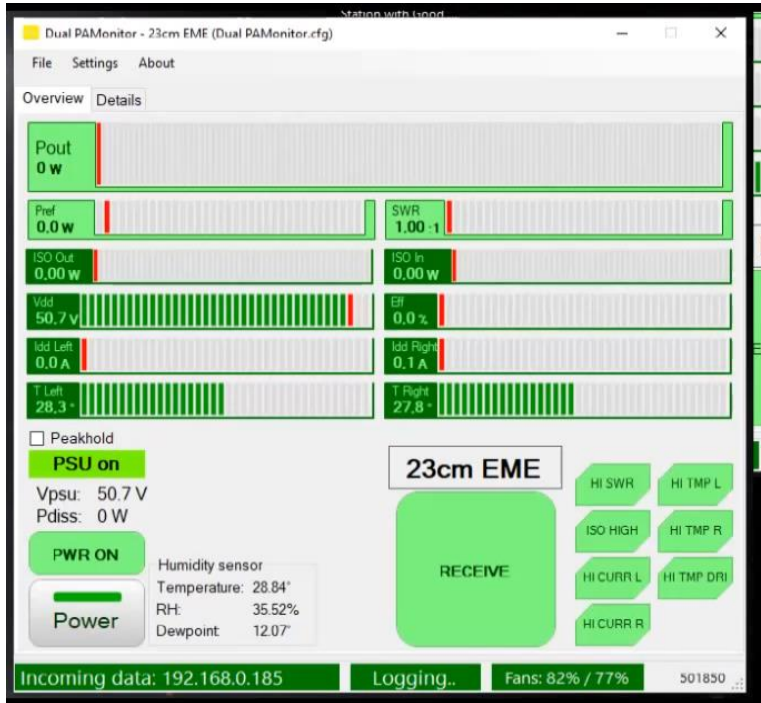 Station with Good
Dual PAMonitor - 23cm EME (Dual PAMonitor.cfg)
File Settings About
Overview Details
Pout
0 W
Pref
0,0 W
SWR
1,00 :1
ISO Out
0,00 W
ISO In
0,00 W
Vdd
50,7 V
Eff
0,0 %
Idd Left
0,0 A
Idd Right
0,1 A
T Left
28,3 °
T Right
27,8 °
Peakhold
PSU on
23cm EME
Vpsu: 50.7 V
Pdiss: 0 W
HI SWR
HI TMP L
PWR ON
RECEIVE
ISO HIGH
HI TMP R
Humidity sensor
Temperature: 28.84°
RH: 35.52%
Dewpoint: 12.07°
Power
HI CURR L
HI TMP DRI
HI CURR R
Incoming data: 192.168.0.185
Logging..
Fans: 82% / 77%
501850